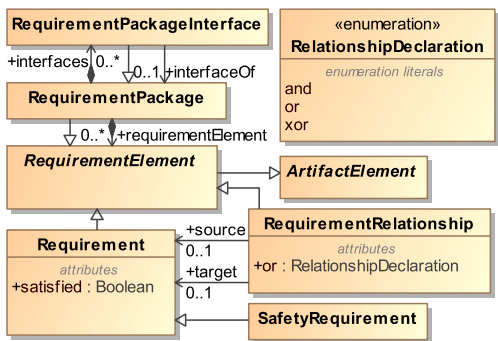 RequirementPackageInterface
+interfaces 0..* 0..1 +interfaceOf
RequirementPackage
0..* +requirementElement
RequirementElement
«enumeration»
RelationshipDeclaration
enumeration literals
and
or
xor
ArtifactElement
Requirement
attributes
+satisfied : Boolean
+source
0..1
+target
0..1
RequirementRelationship
attributes
+or : RelationshipDeclaration
SafetyRequirement